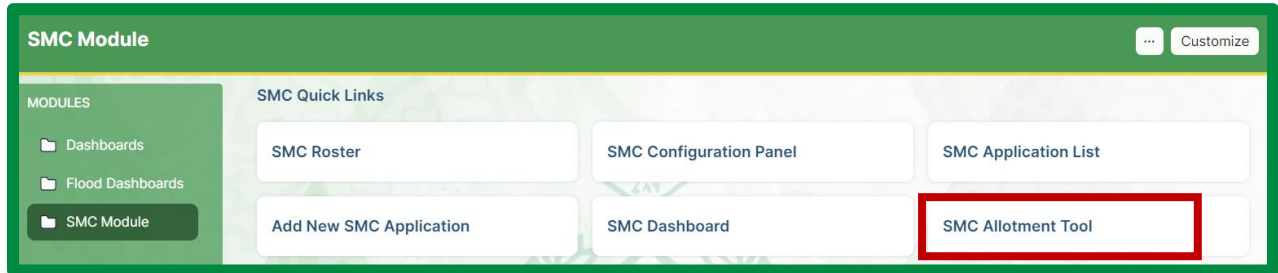 SMC Module
... Customize
MODULES
Dashboards
Flood Dashboards
SMC Module
SMC Quick Links
SMC Roster
SMC Configuration Panel
SMC Application List
Add New SMC Application
SMC Dashboard
SMC Allotment Tool